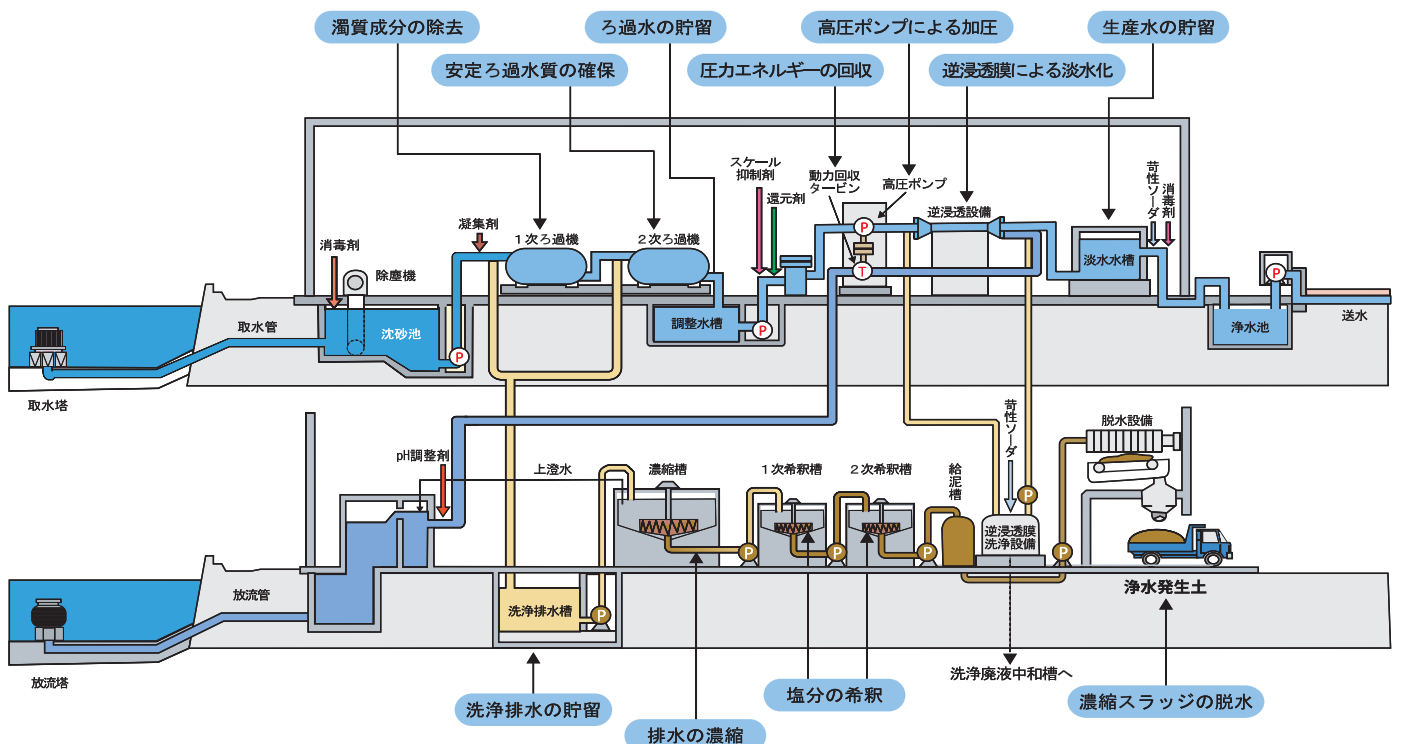 濁質成分の除去
ろ過水の貯留
高圧ポンプによる加圧
生産水の貯留
安定ろ過水質の確保
圧力エネルギーの回収
逆浸透膜による淡水化
スケール
抑制剤
還元剤
動力回収
タービン
高圧ポンプ
苛性ソーダ
消毒剤
消毒剤
除塵機
凝集剤
1次ろ過機
2次ろ過機
逆浸透設備
淡水水槽
P
T
P
取水管
沈砂池
P
調整水槽
P
浄水池
送水
取水塔
pH調整剤
上澄水
濃縮槽
1次希釈槽
2次希釈槽
給泥槽
苛性ソーダ
脱水設備
P
逆浸透膜
洗浄設備
P
P
P
P
放流管
洗浄排水槽
P
浄水発生土
放流塔
洗浄廃液中和槽へ
洗浄排水の貯留
塩分の希釈
濃縮スラッジの脱水
排水の濃縮